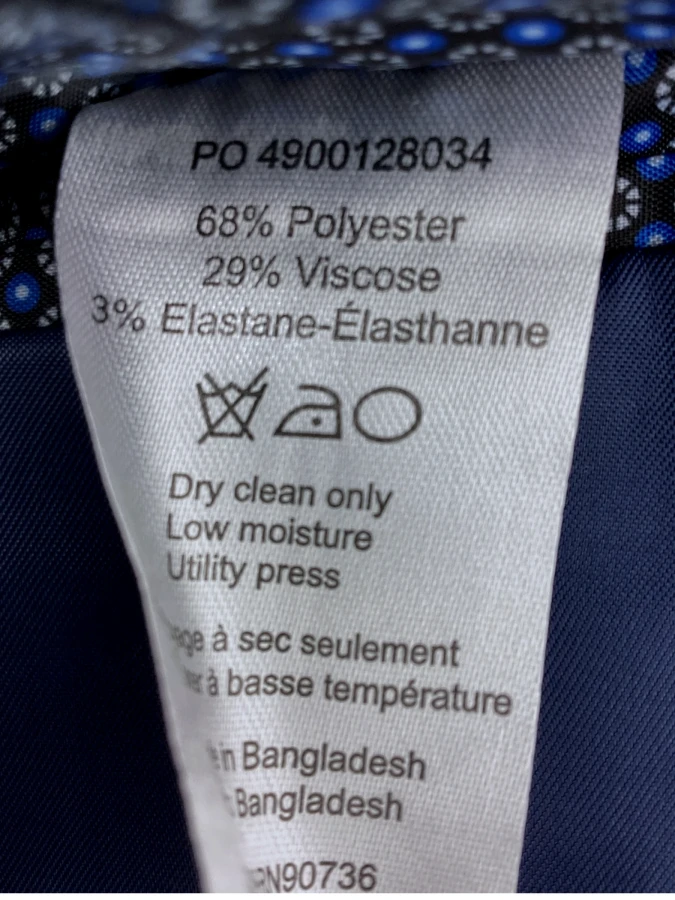 PO 4900128034
68% Polyester
29% Viscose
3% Elastane-Élasthanne
Dry clean only
Low moisture
Utility press
à sec seulement
à basse température
in Bangladesh
Bangladesh
N90736